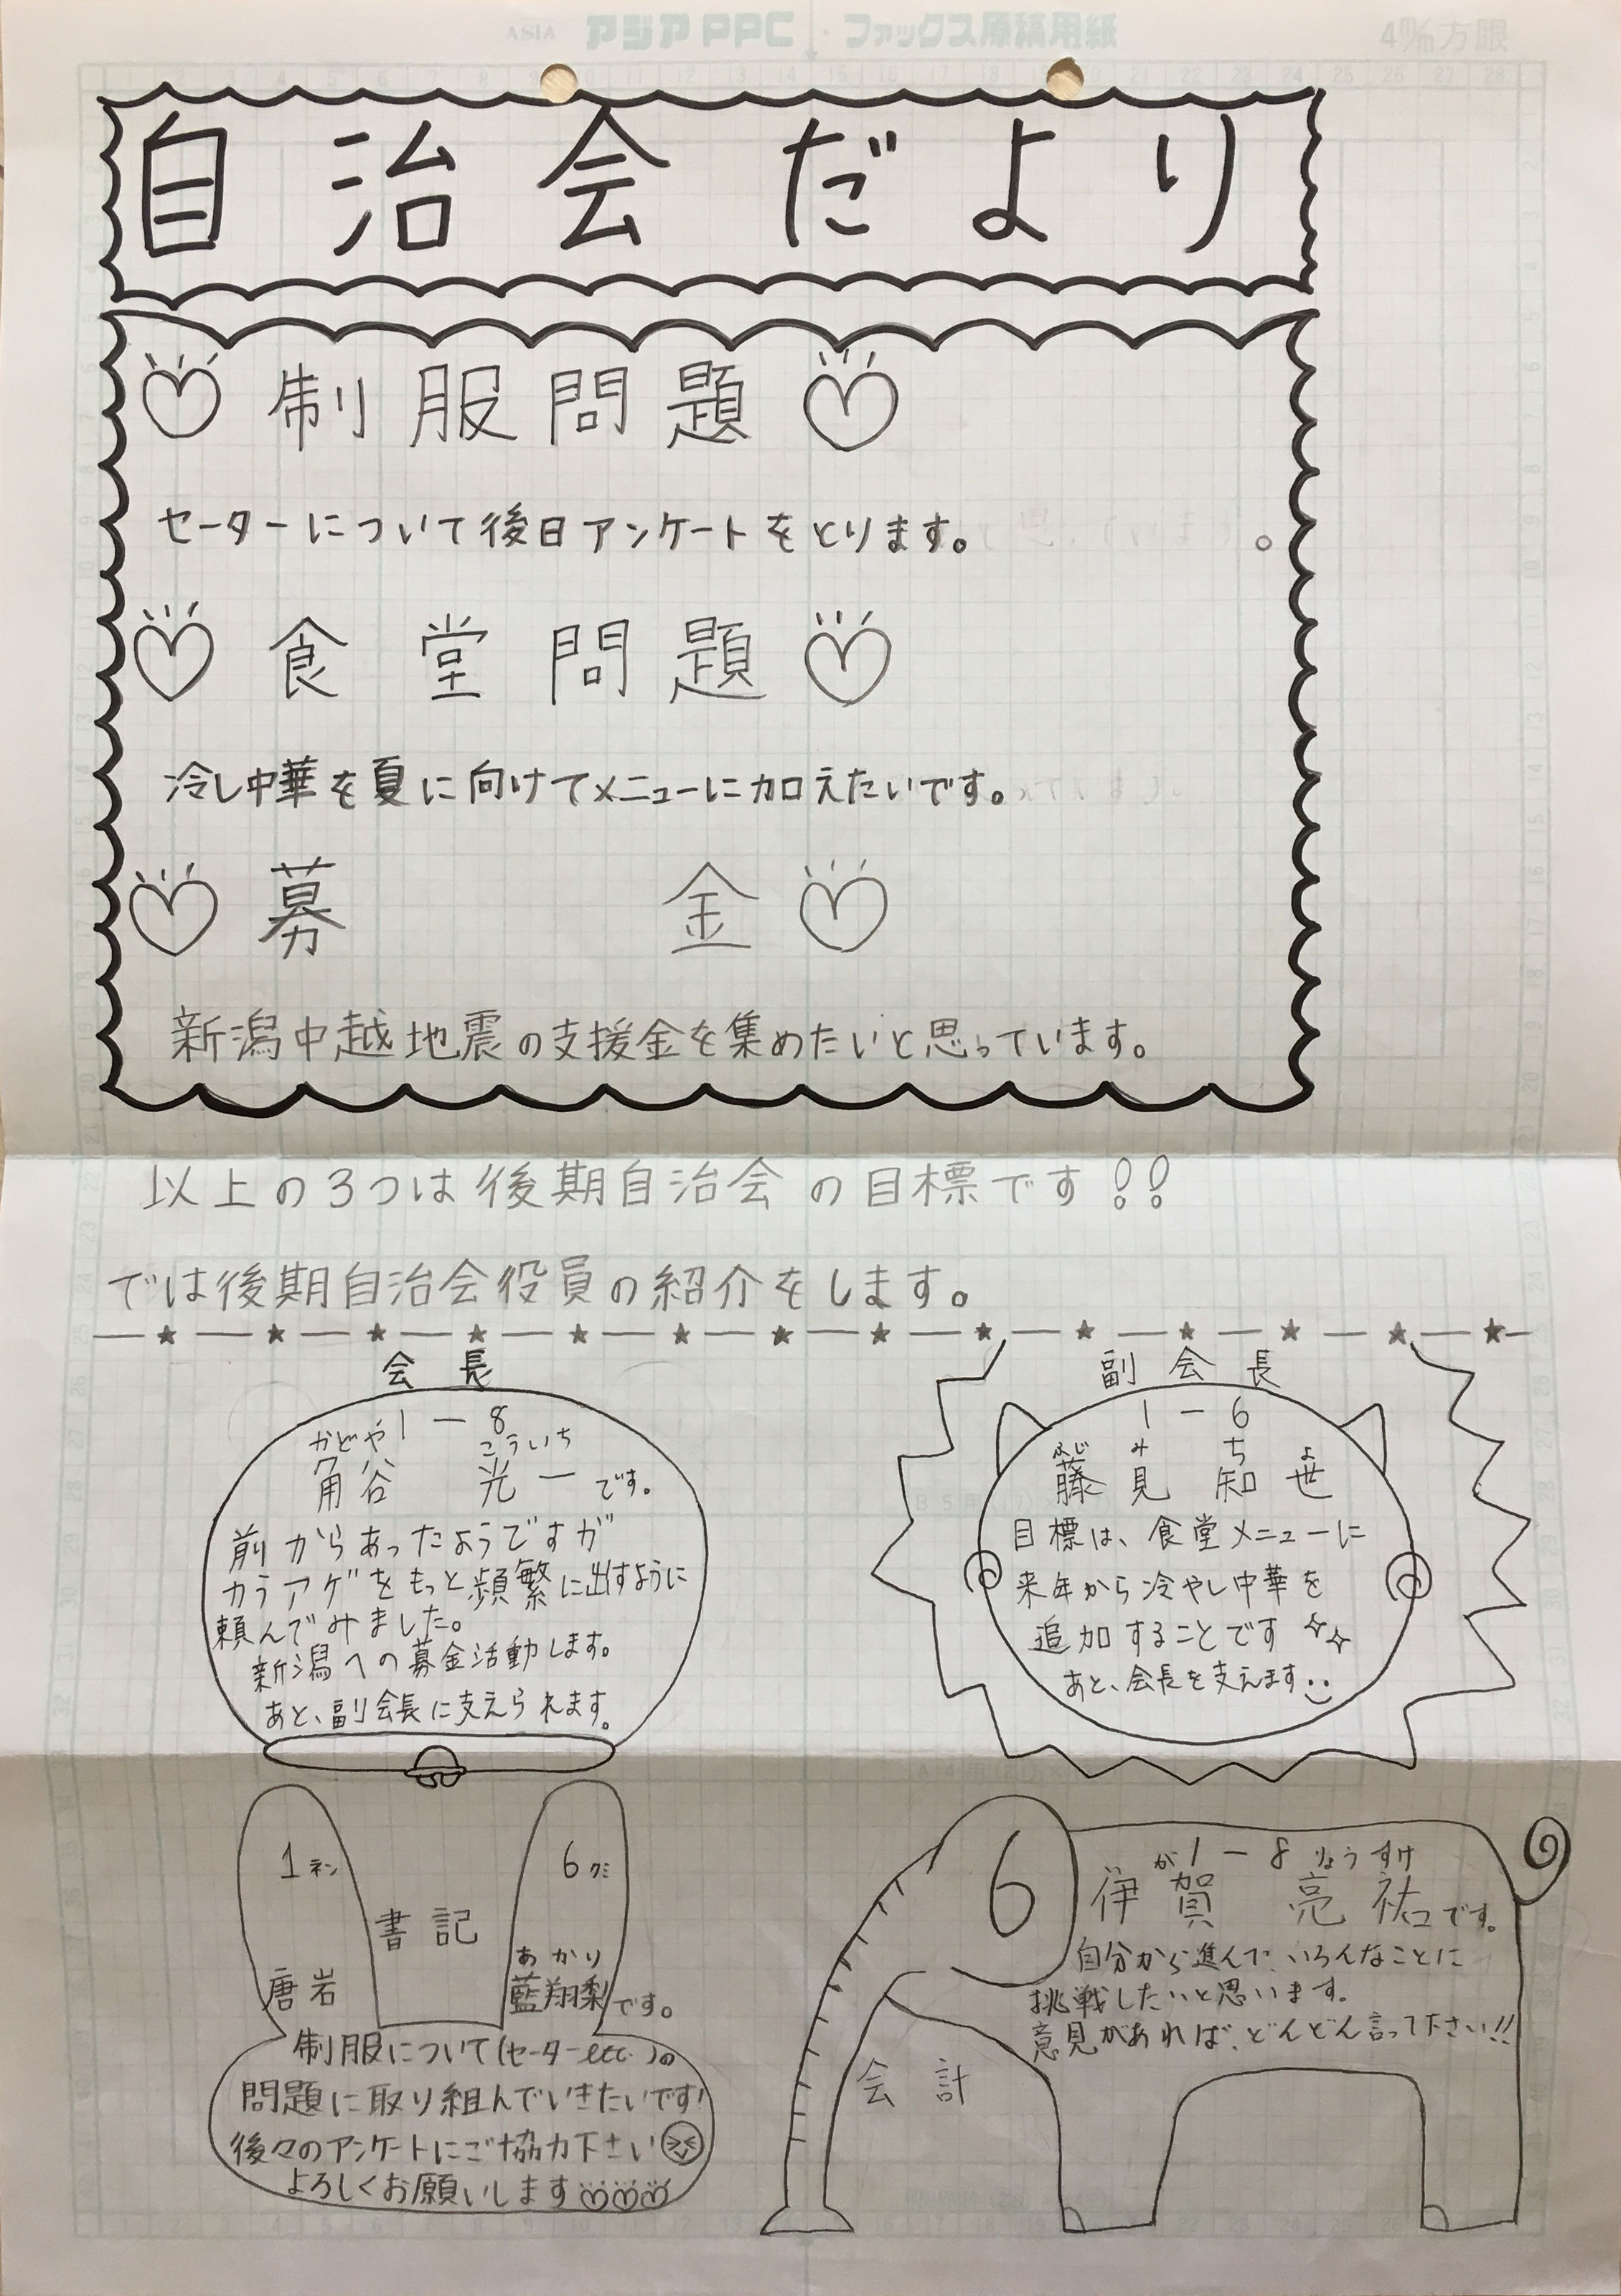 ASIA アジア PPC・ファックス原稿用紙 4㎜方眼
自治会だより
制服問題
セーターについて後日アンケートをとります。
食堂問題
冷し中華を夏に向けてメニューに加えたいです。
募金
新潟中越地震の支援金を集めたいと思っています。
以上の3つは後期自治会の目標です!!
では後期自治会役員の紹介をします。
会長
1-8
かどや こういち
角谷 光一です。
前からあったようですが
カラアゲをもっと頻繁に出すように
頼んでみました。
新潟への募金活動します。
あと、副会長に支えられます。
副会長
1-6
ふじ み ち よ
藤見 知世
目標は、食堂メニューに
来年から冷やし中華を
追加することです
あと、会長を支えます
1ネン 6クミ
書記
あかり
唐岩 藍翔梨です。
制服について(セーターetc.)の
問題に取り組んでいきたいです!
後々のアンケートにご協力下さい
よろしくお願いします
会計
6
1-8
いが りょうすけ
伊賀 亮祐です。
自分から進んで、いろんなことに
挑戦したいと思います。
意見があれば、どんどん言って下さい!!